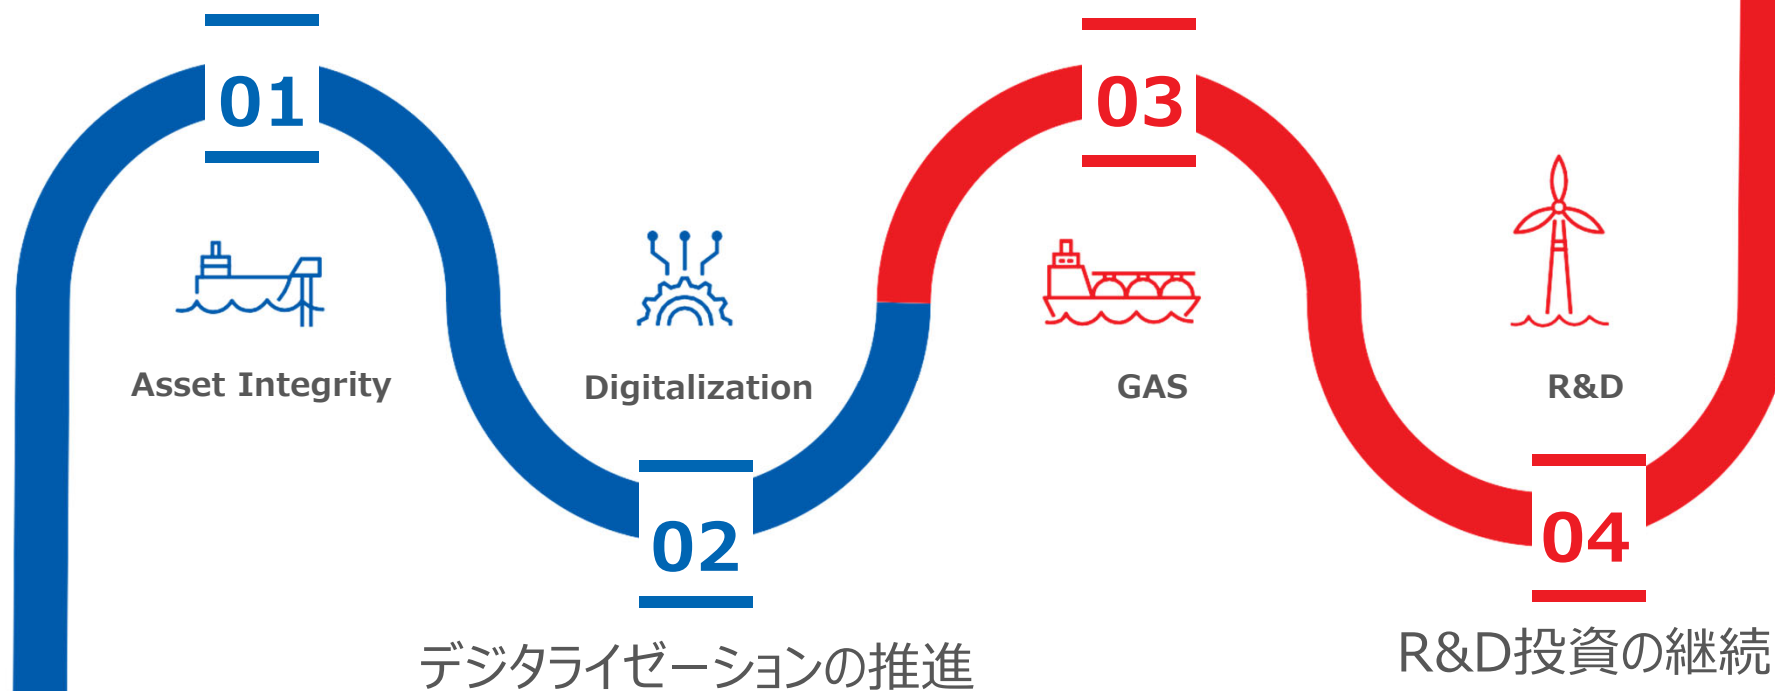 01
Asset Integrity
Digitalization
02
デジタライゼーションの推進
03
GAS
R&D
04
R&D投資の継続